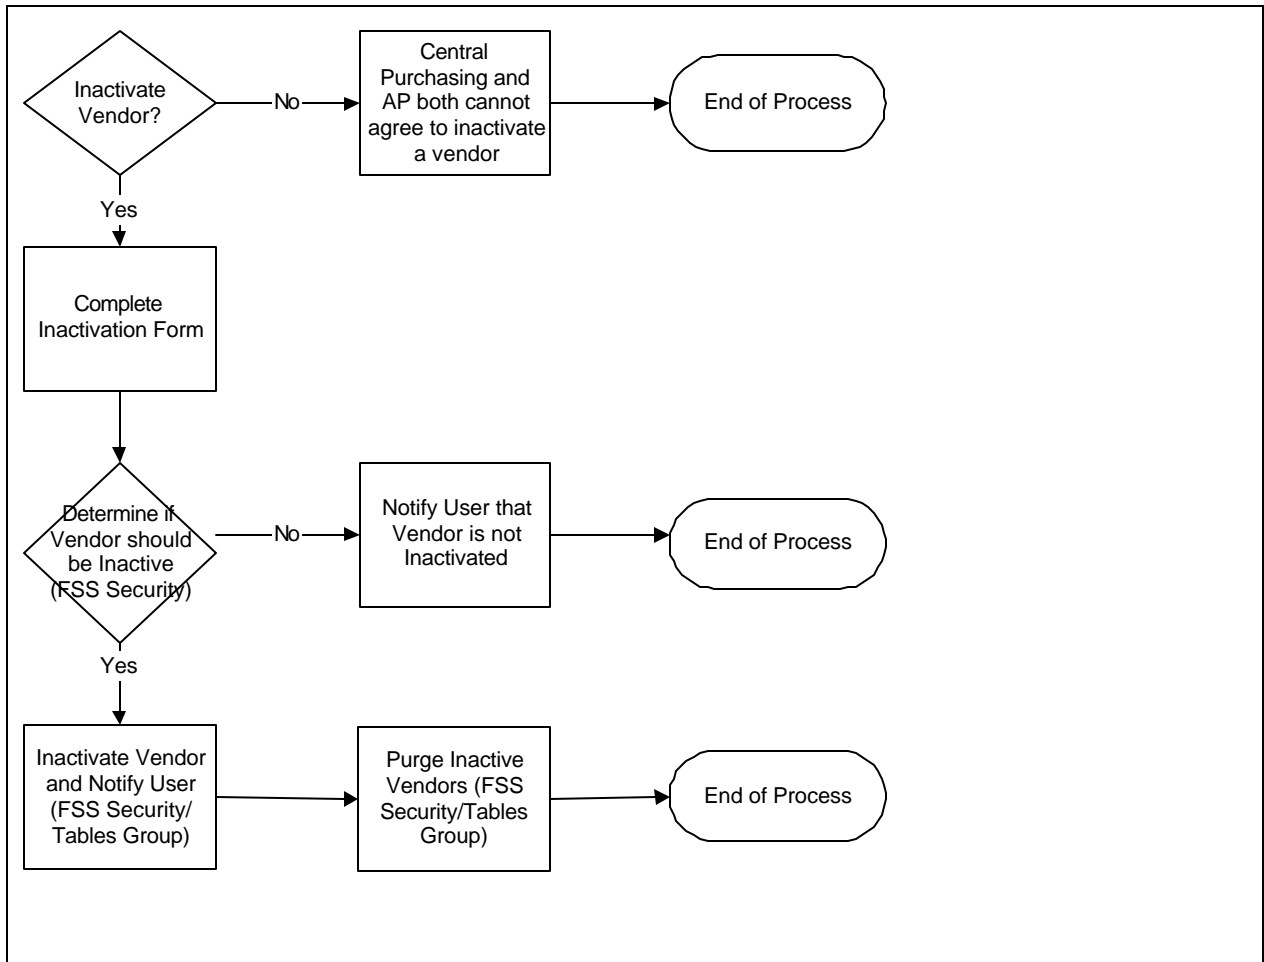 Inactivate
Vendor?
No
Central
Purchasing and
AP both cannot
agree to inactivate
a vendor
End of Process
Yes
Complete
Inactivation Form
Determine if
Vendor should
be Inactive
(FSS Security)
No
Notify User that
Vendor is not
Inactivated
End of Process
Yes
Inactivate Vendor
and Notify User
(FSS Security/
Tables Group)
Purge Inactive
Vendors (FSS
Security/Tables
Group)
End of Process